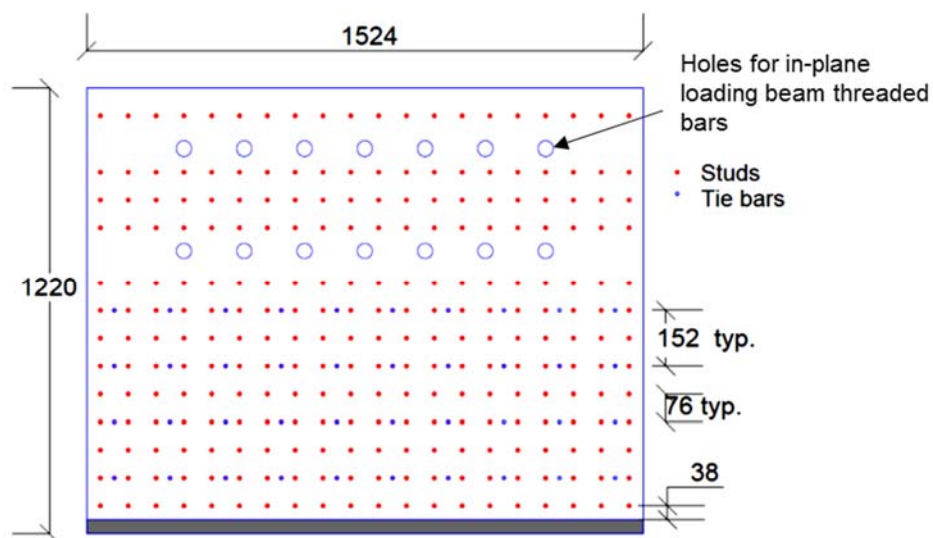 1524
Holes for in-plane
loading beam threaded
bars
Studs
Tie bars
1220
152 typ.
76 typ.
38